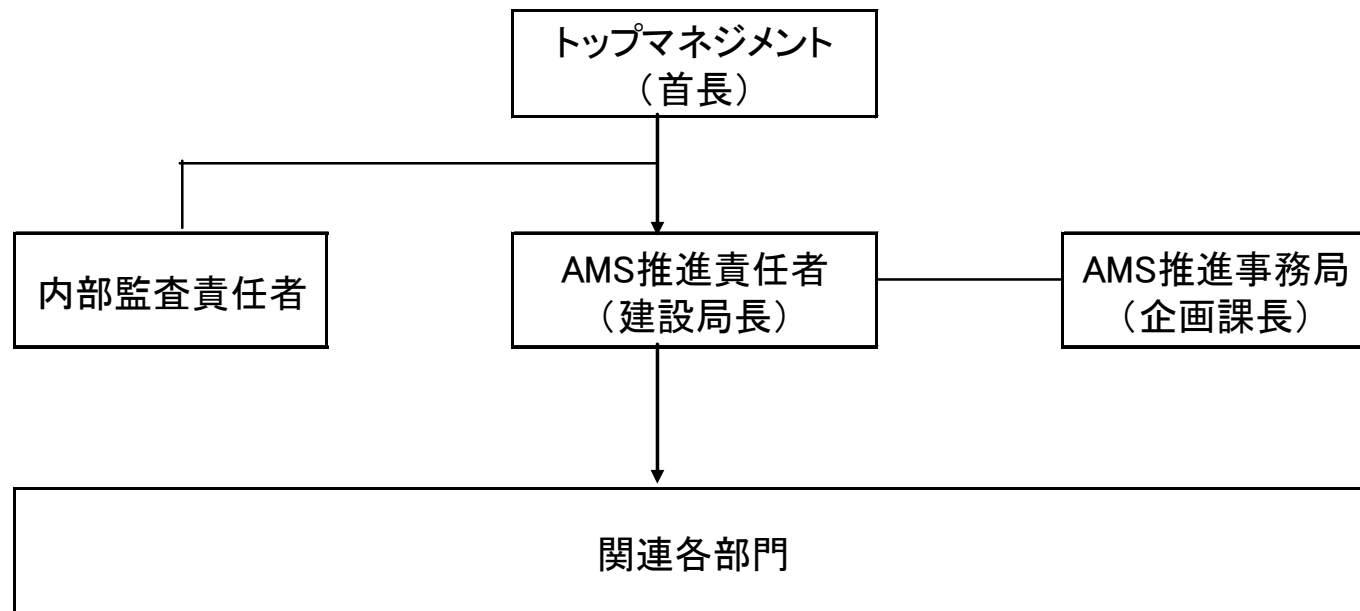 トップマネジメント
（首長）
内部監査責任者
AMS推進責任者
（建設局長）
AMS推進事務局
（企画課長）
関連各部門